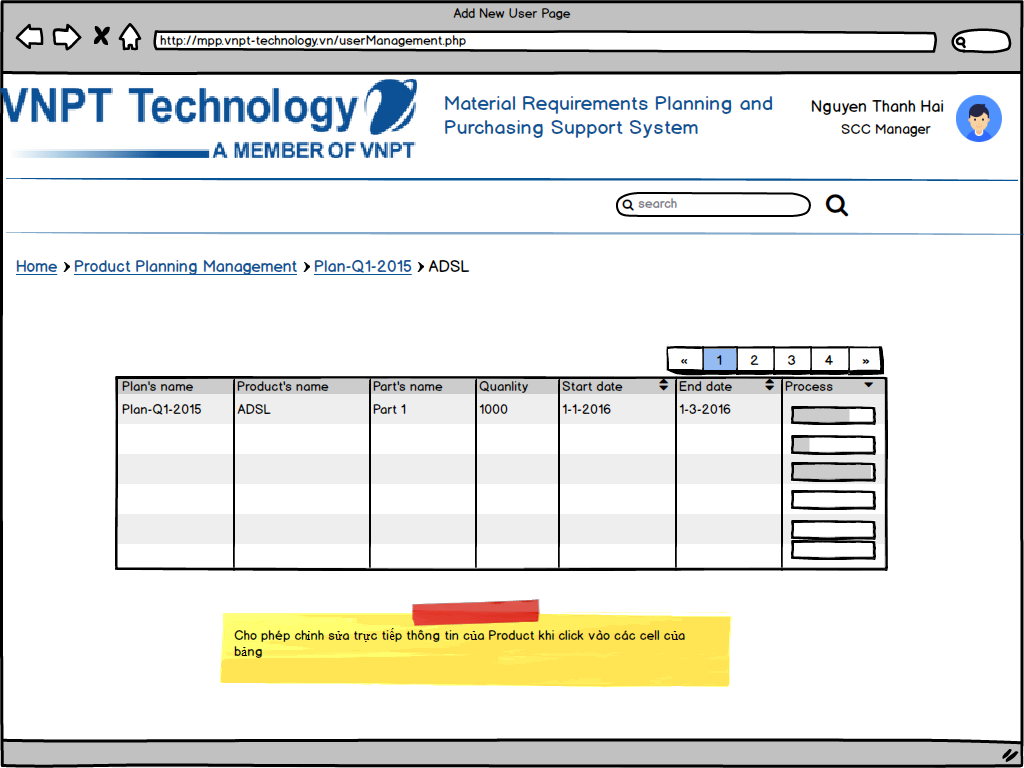 Add New User Page
http://mpp.vnpt-technology.vn/userManagement.php
VNPT Technology
A MEMBER OF VNPT
Material Requirements Planning and
Purchasing Support System
Nguyen Thanh Hai
SCC Manager
search
Home > Product Planning Management > Plan-Q1-2015 > ADSL
« 1 2 3 4 »
Plan's name Product's name Part's name Quanlity Start date End date Process
Plan-Q1-2015 ADSL Part 1 1000 1-1-2016 1-3-2016
Cho phép chỉnh sửa trực tiếp thông tin của Product khi click vào các cell của
bảng